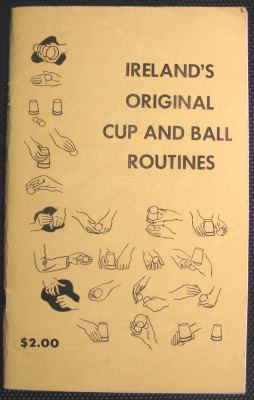 IRELAND'S
ORIGINAL
CUP AND BALL
ROUTINES
$2.00